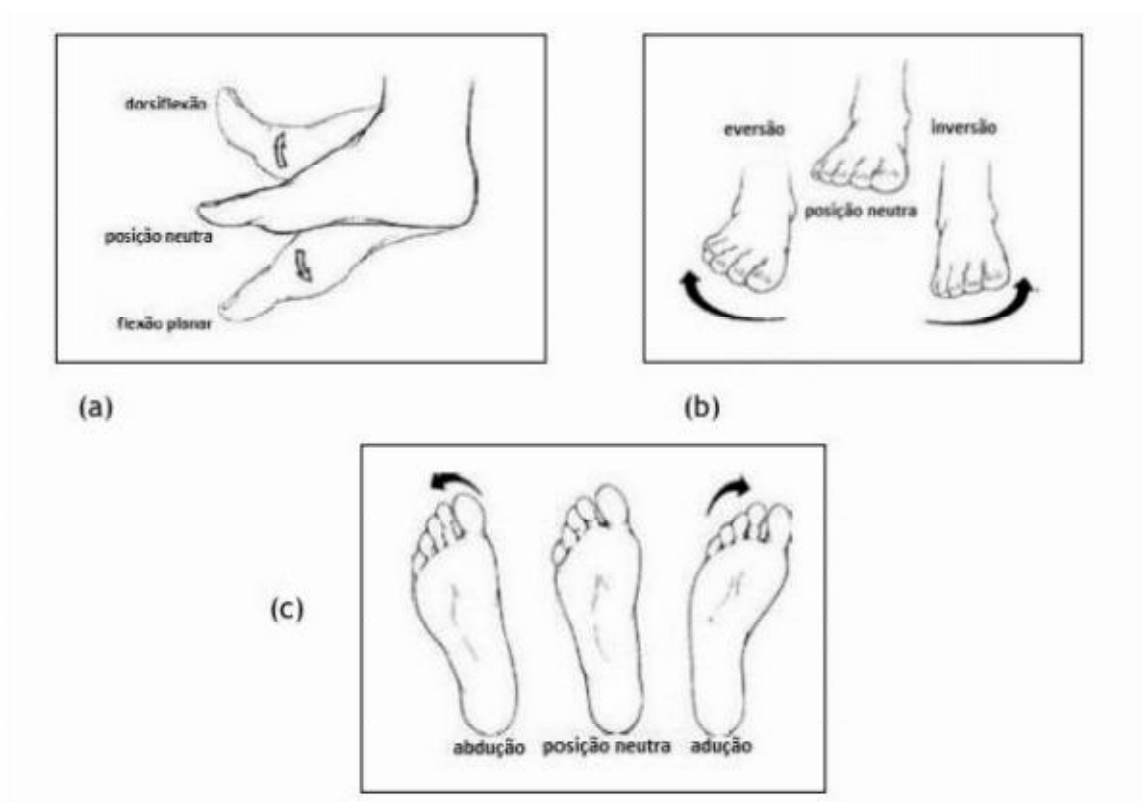 dorsiflexão
posição neutra
flexão planar
(a)
eversão
inversão
posição neutra
(b)
(c)
abdução posição neutra adução